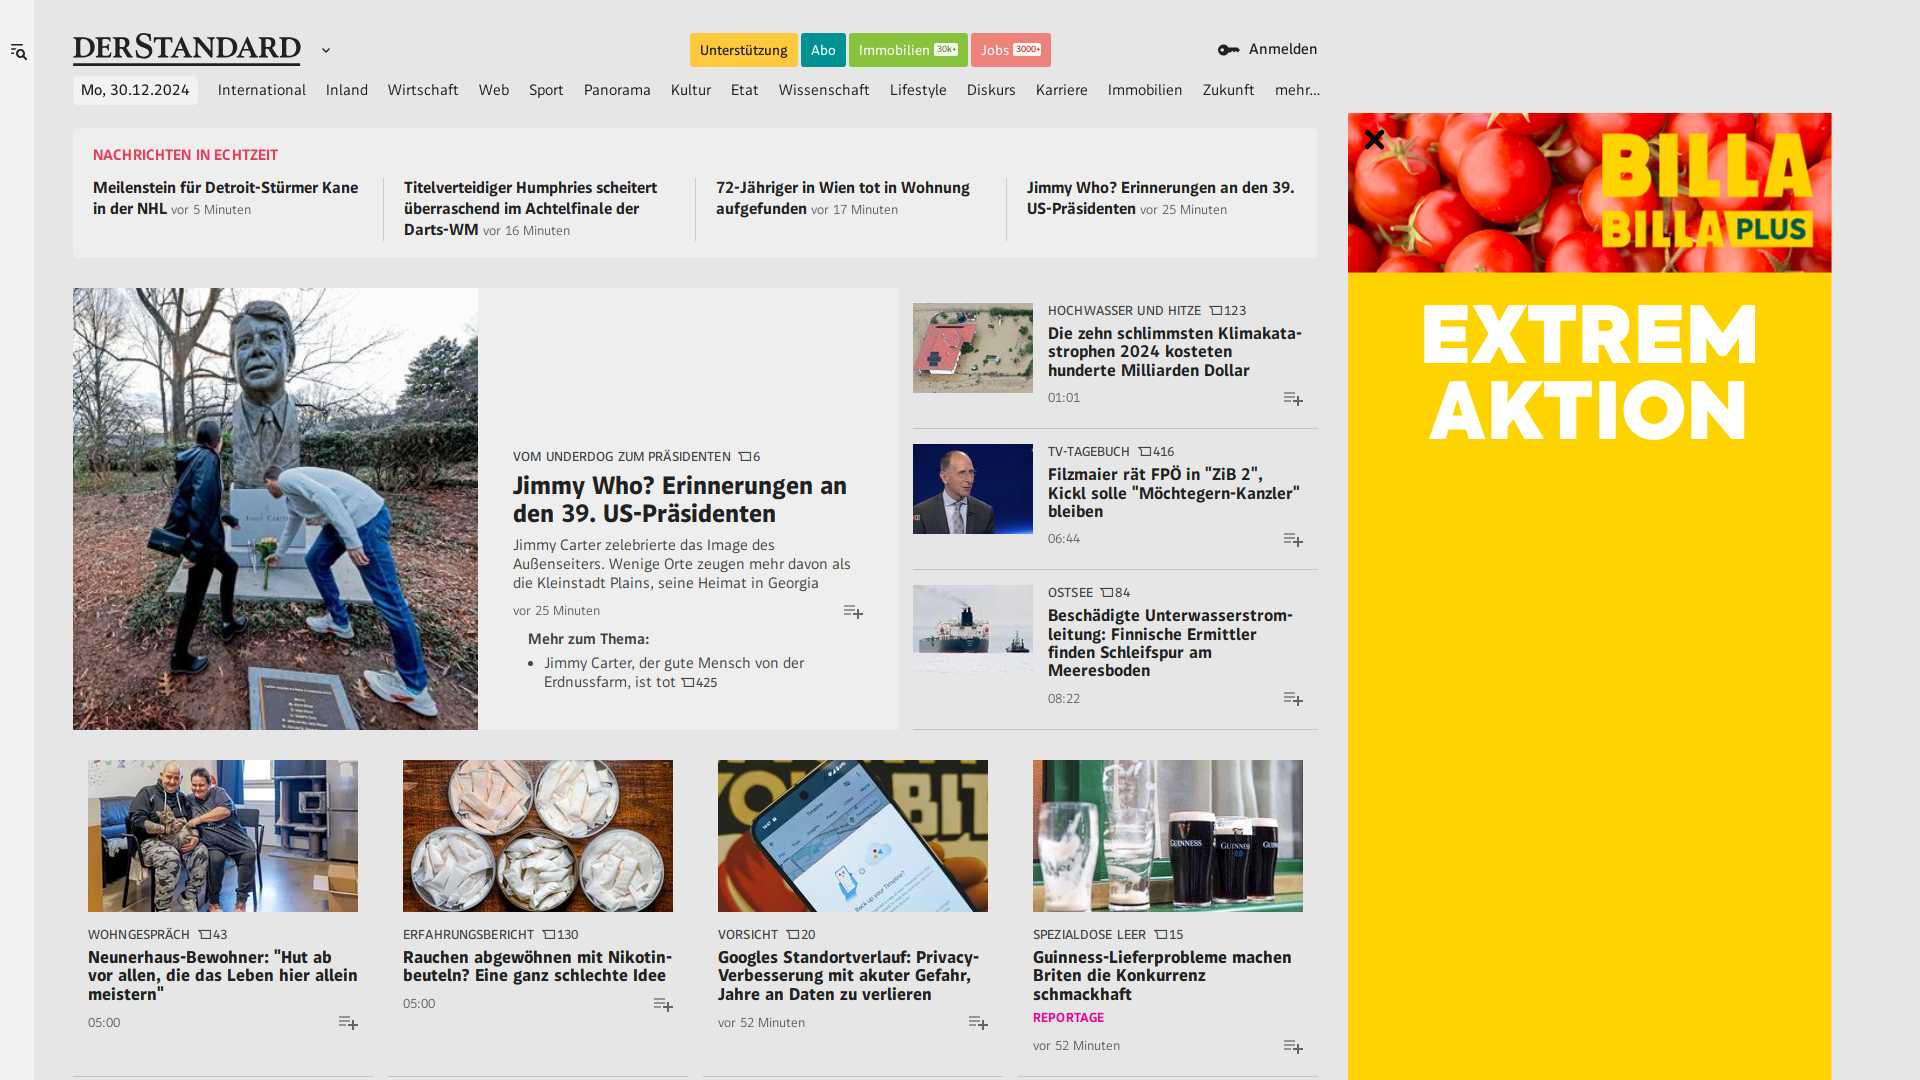 DERSTANDARD
Unterstützung
Abo
Immobilien 30k+
Jobs 3000+
Anmelden
Mo, 30.12.2024
International
Inland
Wirtschaft
Web
Sport
Panorama
Kultur
Etat
Wissenschaft
Lifestyle
Diskurs
Karriere
Immobilien
Zukunft
mehr…
NACHRICHTEN IN ECHTZEIT
Meilenstein für Detroit-Stürmer Kane
in der NHL vor 5 Minuten
Titelverteidiger Humphries scheitert
überraschend im Achtelfinale der
Darts-WM vor 16 Minuten
72-Jähriger in Wien tot in Wohnung
aufgefunden vor 17 Minuten
Jimmy Who? Erinnerungen an den 39.
US-Präsidenten vor 25 Minuten
BILLA
BILLA PLUS
EXTREM
AKTION
VOM UNDERDOG ZUM PRÄSIDENTEN 6
Jimmy Who? Erinnerungen an
den 39. US-Präsidenten
Jimmy Carter zelebrierte das Image des
Außenseiters. Wenige Orte zeugen mehr davon als
die Kleinstadt Plains, seine Heimat in Georgia
vor 25 Minuten
Mehr zum Thema:
• Jimmy Carter, der gute Mensch von der
Erdnussfarm, ist tot 425
HOCHWASSER UND HITZE 123
Die zehn schlimmsten Klimakata-
strophen 2024 kosteten
hunderte Milliarden Dollar
01:01
TV-TAGEBUCH 416
Filzmaier rät FPÖ in "ZiB 2",
Kickl solle "Möchtegern-Kanzler"
bleiben
06:44
OSTSEE 84
Beschädigte Unterwasserstrom-
leitung: Finnische Ermittler
finden Schleifspur am
Meeresboden
08:22
WOHNGESPRÄCH 43
Neunerhaus-Bewohner: "Hut ab
vor allen, die das Leben hier allein
meistern"
05:00
ERFAHRUNGSBERICHT 130
Rauchen abgewöhnen mit Nikotin-
beuteln? Eine ganz schlechte Idee
05:00
Back up your Timeline?
VORSICHT 20
Googles Standortverlauf: Privacy-
Verbesserung mit akuter Gefahr,
Jahre an Daten zu verlieren
vor 52 Minuten
GUINNESS
GUINNESS
SPEZIALDOSE LEER 15
Guinness-Lieferprobleme machen
Briten die Konkurrenz
schmackhaft
REPORTAGE
vor 52 Minuten